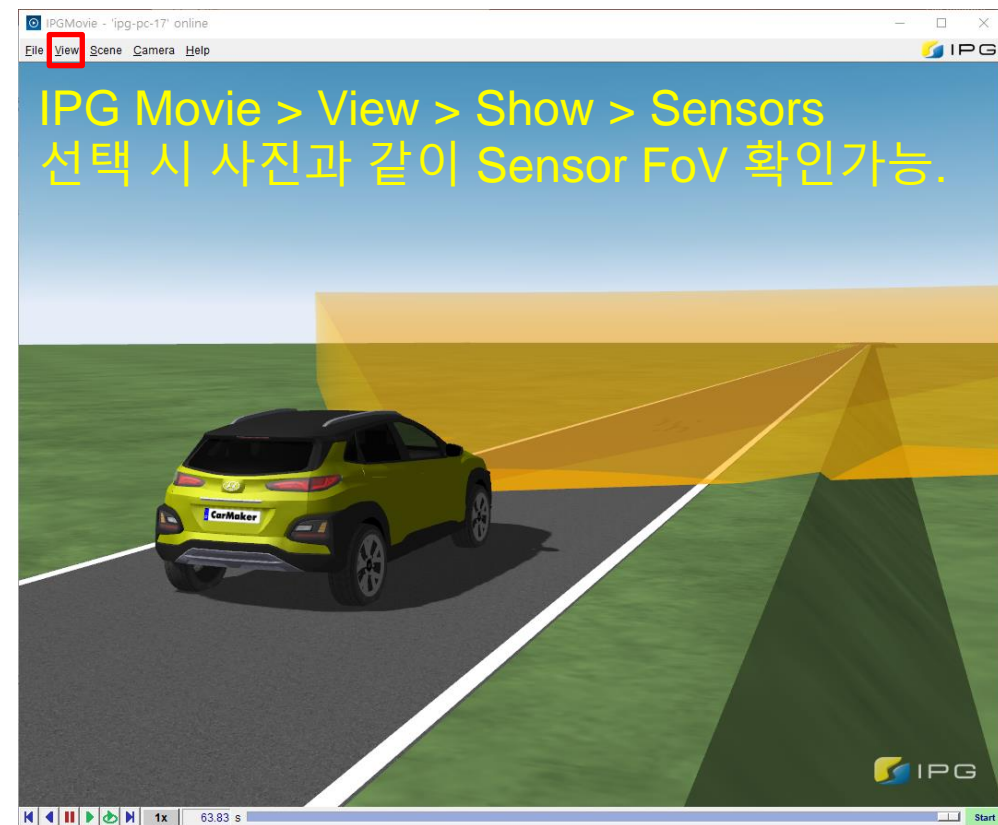 IPGMovie - 'ipg-pc-17' online
File View Scene Camera Help
IPG
IPG Movie > View > Show > Sensors
선택 시 사진과 같이 Sensor FoV 확인가능.
CarMaker
IPG
1x 63.83 s Start